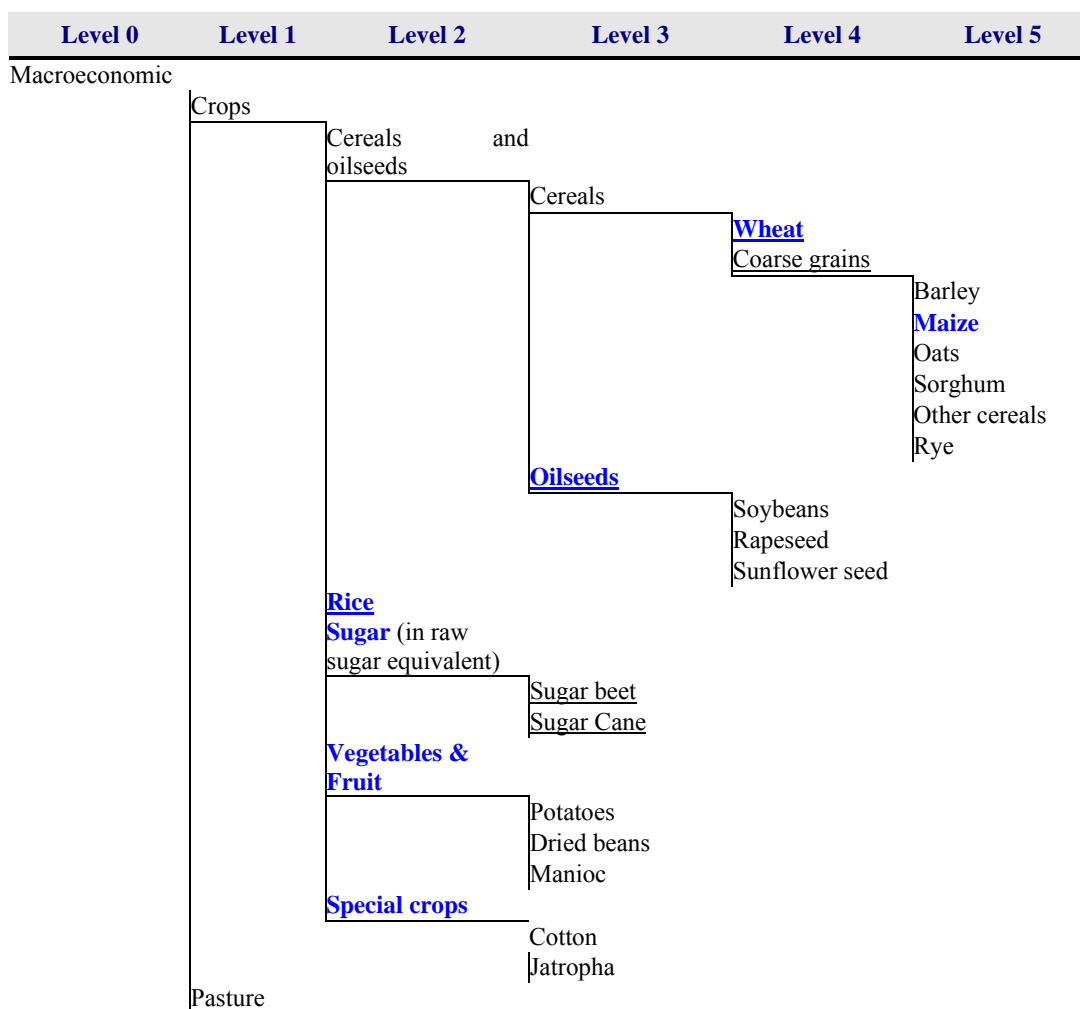 Level 0 Level 1 Level 2 Level 3 Level 4 Level 5
Macroeconomic
Crops
Cereals and
oilseeds
Cereals
Wheat
Coarse grains
Barley
Maize
Oats
Sorghum
Other cereals
Rye
Oilseeds
Soybeans
Rapeseed
Sunflower seed
Rice
Sugar (in raw
sugar equivalent)
Sugar beet
Sugar Cane
Vegetables &
Fruit
Potatoes
Dried beans
Manioc
Special crops
Cotton
Jatropha
Pasture